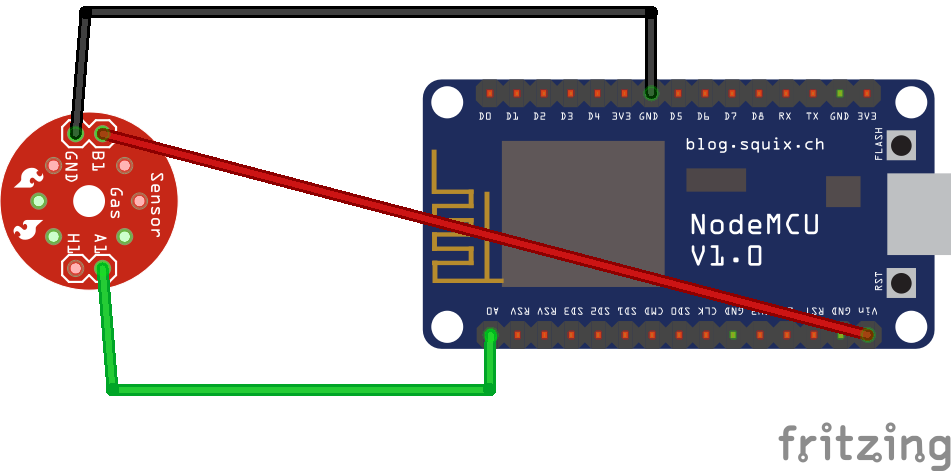 D0 D1 D2 D3 D4 3V3 GND D5 D6 D7 D8 RX TX GND 3V3
FLASH
blog.squix.ch
GND B1
Gas
Sensor
H1 A1
NodeMCU
V1.0
RST
A0 RSV RSV SD3 SD2 SD1 CMD SD0 CLK GND RST GND Vin
fritzing